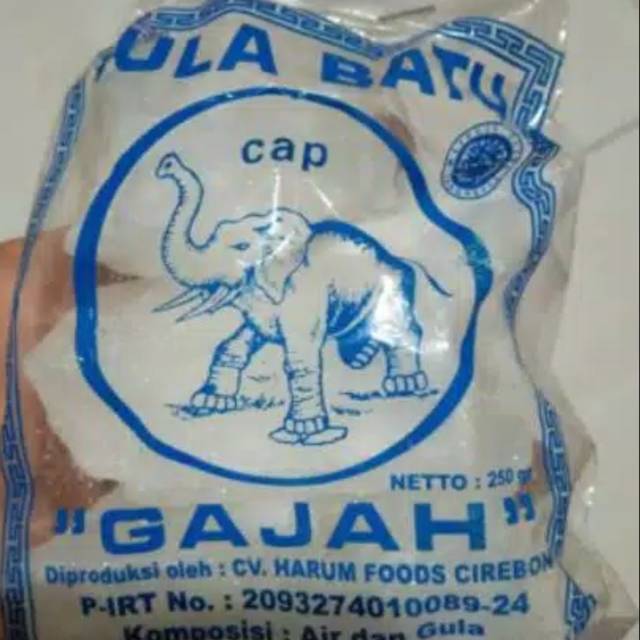 GULA BATU
cap
NETTO : 250 gr
"GAJAH"
Diproduksi oleh : CV. HARUM FOODS CIREBON
P-IRT No. : 2093274010089-24
Komposisi : Air dan Gula